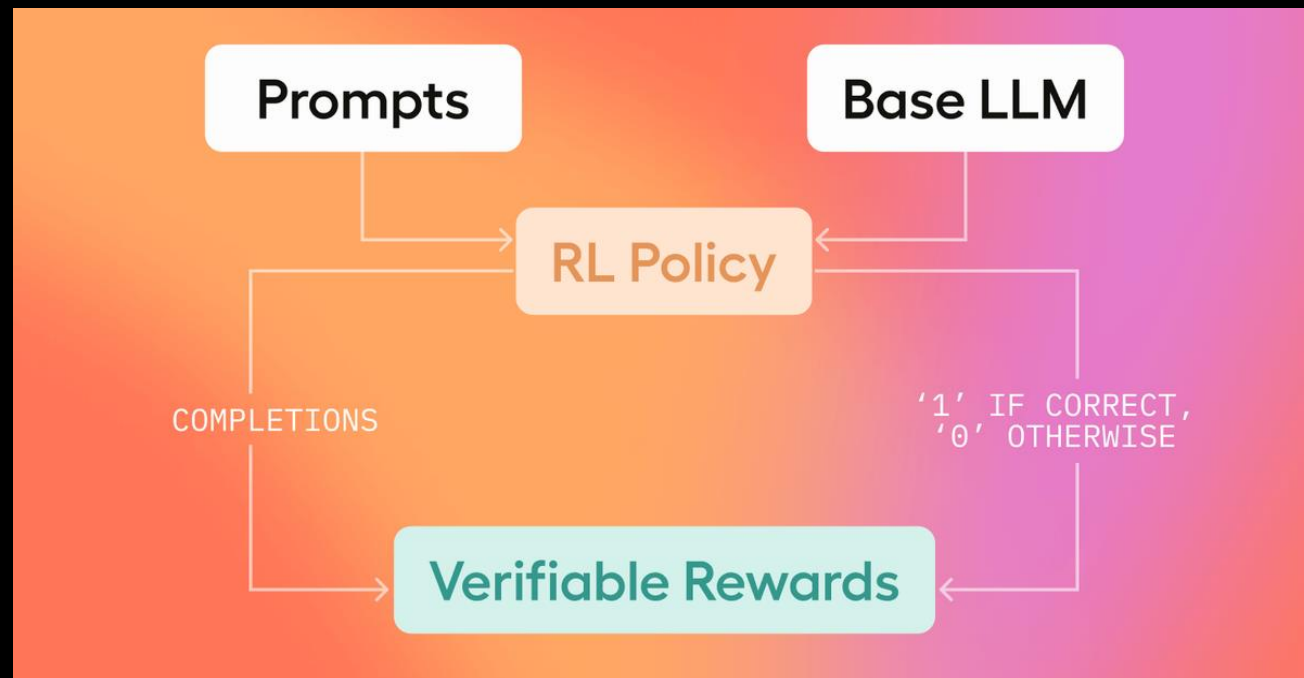 Prompts
Base LLM
RL Policy
COMPLETIONS
‘1’ IF CORRECT,
‘0’ OTHERWISE
Verifiable Rewards